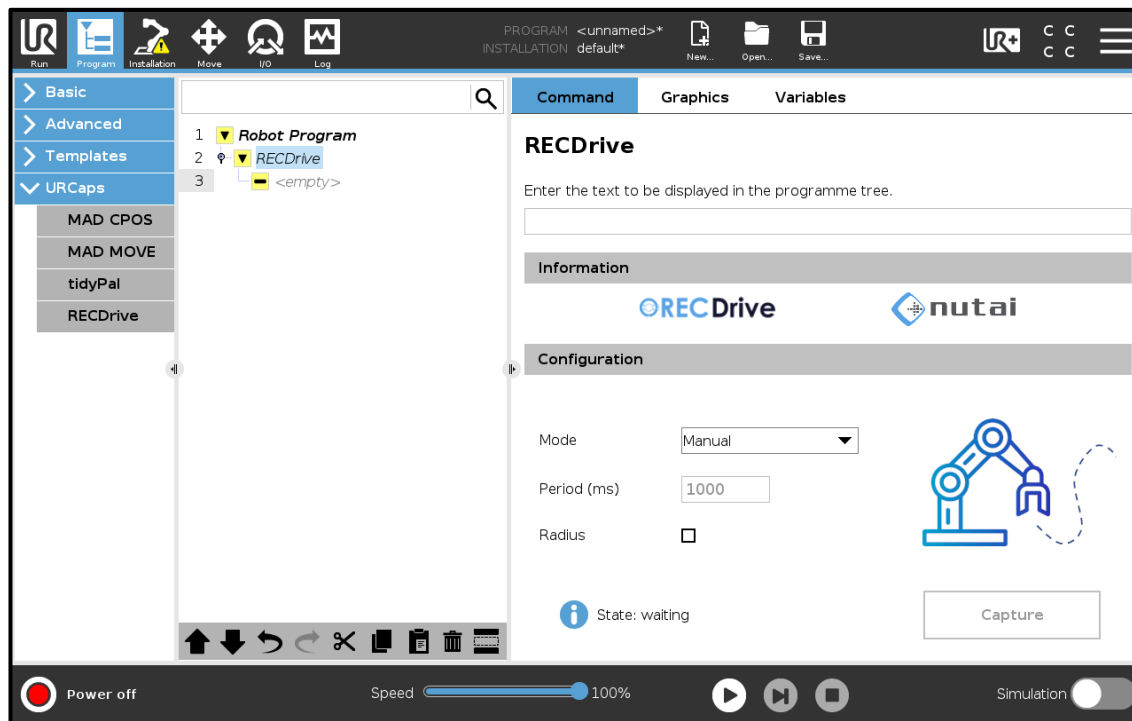 PROGRAM <unnamed>*
INSTALLATION default*
Run
Program
Installation
Move
I/O
Log
New...
Open...
Save...
UR+
C C
C C
Basic
Advanced
Templates
URCaps
MAD CPOS
MAD MOVE
tidyPal
RECDrive
1 Robot Program
2 RECDrive
3 <empty>
Command Graphics Variables
RECDrive
Enter the text to be displayed in the programme tree.
Information
RECDrive nutai
Configuration
Mode Manual
Period (ms) 1000
Radius
State: waiting Capture
Power off
Speed 100%
Simulation